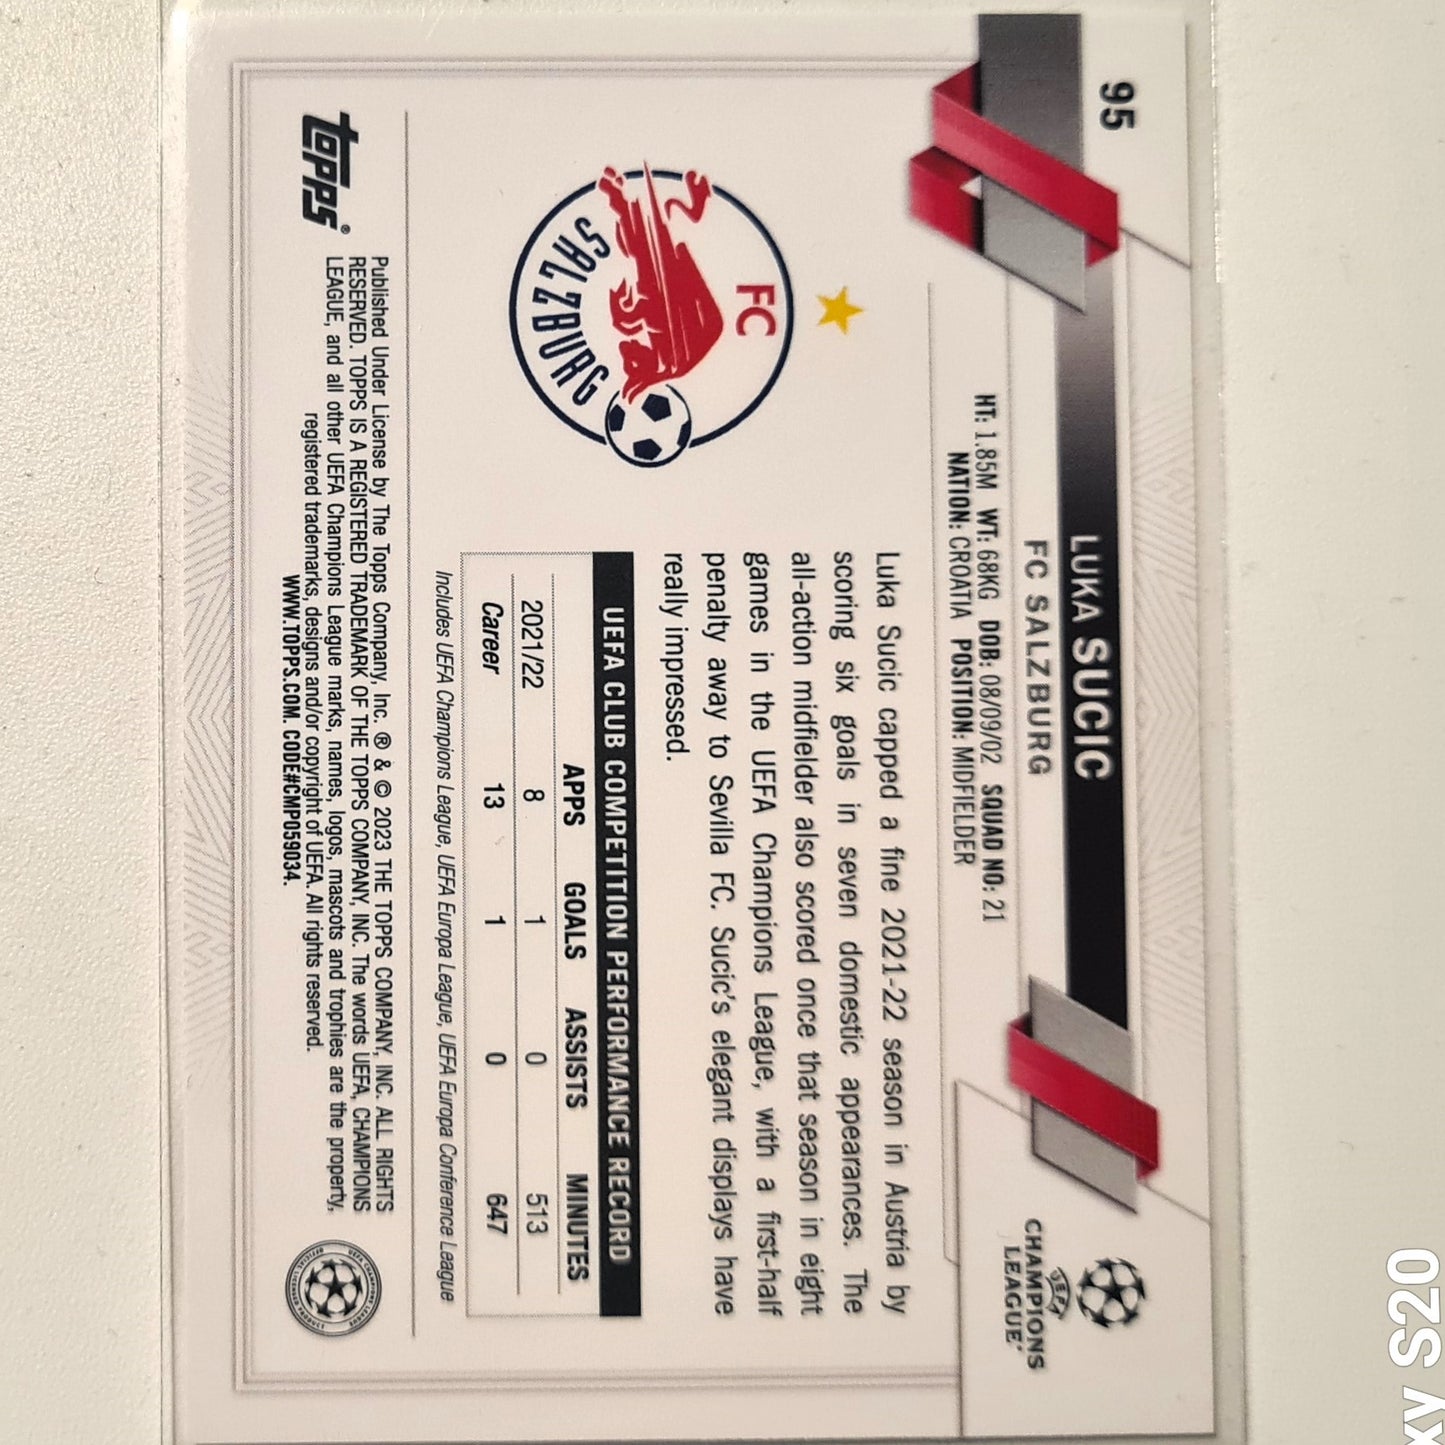 95
LUKA SUCIC
FC SALZBURG
HT: 1.85M WT: 68KG DOB: 08/09/02 SQUAD NO: 21
NATION: CROATIA POSITION: MIDFIELDER
UEFA
CHAMPIONS
LEAGUE
FC
SALZBURG
Luka Sucic capped a fine 2021-22 season in Austria by
scoring six goals in seven domestic appearances. The
all-action midfielder also scored once that season in eight
games in the UEFA Champions League, with a first-half
penalty away to Sevilla FC. Sucic's elegant displays have
really impressed.
UEFA CLUB COMPETITION PERFORMANCE RECORD
APPS GOALS ASSISTS MINUTES
2021/22 8 1 0 513
Career 13 1 0 647
Includes UEFA Champions League, UEFA Europa League, UEFA Europa Conference League
topps®
Published Under License by The Topps Company, Inc. ® & © 2023 THE TOPPS COMPANY, INC. ALL RIGHTS
RESERVED. TOPPS IS A REGISTERED TRADEMARK OF THE TOPPS COMPANY, INC. The words UEFA, CHAMPIONS
LEAGUE, and all other UEFA Champions League marks, names, logos, mascots and trophies are the property,
registered trademarks, designs and/or copyright of UEFA. All rights reserved.
WWW.TOPPS.COM. CODE#CMP059034.
xy S20